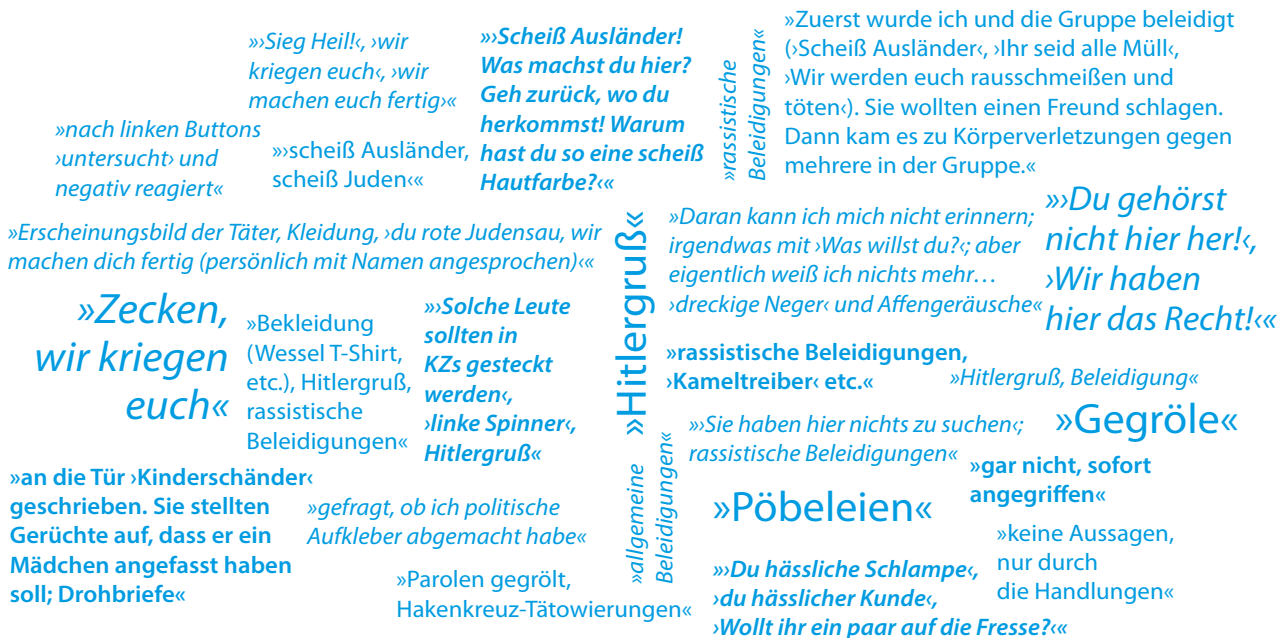 »›Sieg Heil!‹, ›wir
kriegen euch‹, ›wir
machen euch fertig›«
»›Scheiß Ausländer!
Was machst du hier?
Geh zurück, wo du
herkommst! Warum
hast du so eine scheiß
Hautfarbe?‹«
»rassistische
Beleidigungen«
»Zuerst wurde ich und die Gruppe beleidigt
(›Scheiß Ausländer‹, ›Ihr seid alle Müll‹,
›Wir werden euch rausschmeißen und
töten‹). Sie wollten einen Freund schlagen.
Dann kam es zu Körperverletzungen gegen
mehrere in der Gruppe.«
»nach linken Buttons
›untersucht› und
negativ reagiert«
»›scheiß Ausländer,
scheiß Juden‹«
»Erscheinungsbild der Täter, Kleidung, ›du rote Judensau, wir
machen dich fertig (persönlich mit Namen angesprochen)‹«
»Hitlergruß«
»Daran kann ich mich nicht erinnern;
irgendwas mit ›Was willst du?‹; aber
eigentlich weiß ich nichts mehr…
›dreckige Neger‹ und Affengeräusche«
»›Du gehörst
nicht hier her!‹,
›Wir haben
hier das Recht!‹«
»Zecken,
wir kriegen
euch«
»Bekleidung
(Wessel T-Shirt,
etc.), Hitlergruß,
rassistische
Beleidigungen«
»›Solche Leute
sollten in
KZs gesteckt
werden‹,
›linke Spinner‹,
Hitlergruß«
»rassistische Beleidigungen,
›Kameltreiber‹ etc.«
»Hitlergruß, Beleidigung«
»›Sie haben hier nichts zu suchen‹;
rassistische Beleidigungen«
»Gegröle«
»an die Tür ›Kinderschänder‹
geschrieben. Sie stellten
Gerüchte auf, dass er ein
Mädchen angefasst haben
soll; Drohbriefe«
»gefragt, ob ich politische
Aufkleber abgemacht habe«
»allgemeine
Beleidigungen«
»Pöbeleien«
»gar nicht, sofort
angegriffen«
»keine Aussagen,
nur durch
die Handlungen«
»Parolen gegrölt,
Hakenkreuz-Tätowierungen«
»›Du hässliche Schlampe‹,
›du hässlicher Kunde‹,
›Wollt ihr ein paar auf die Fresse?‹«